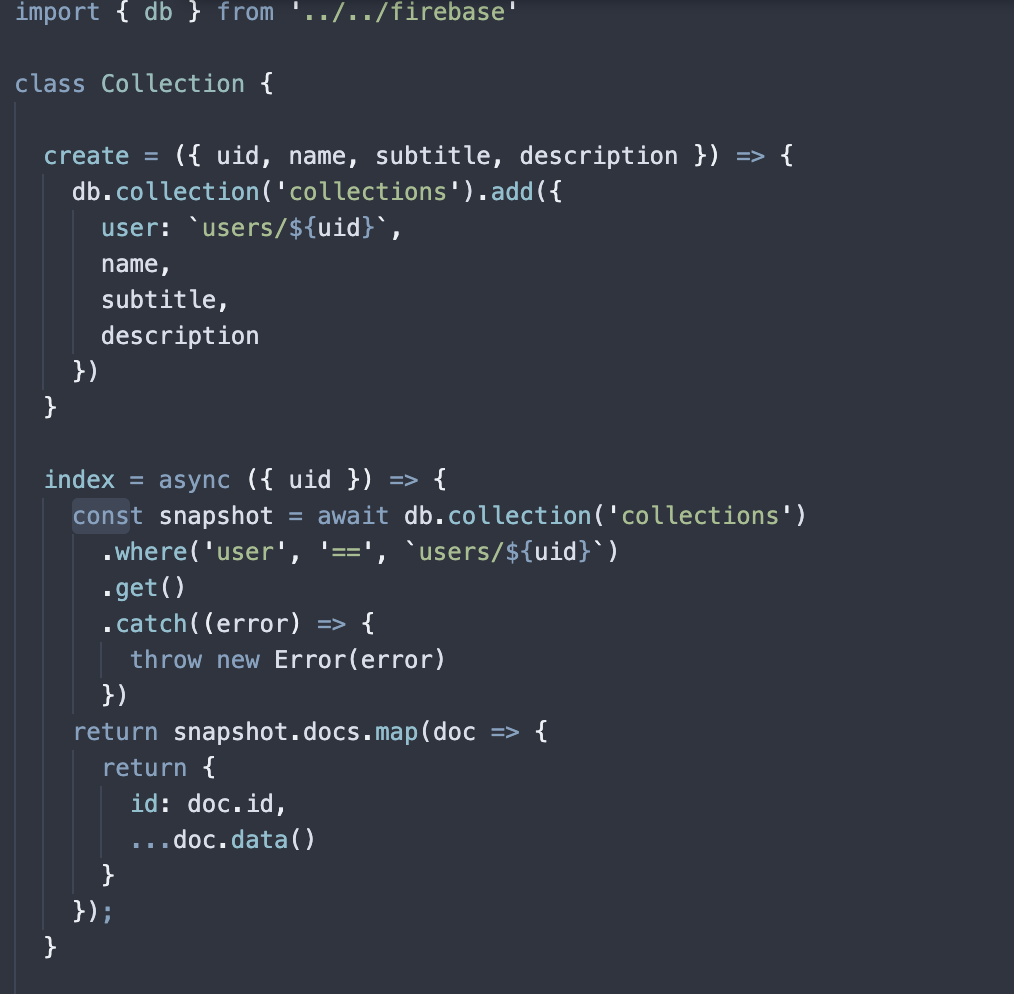 import { db } from '../../firebase'
class Collection {
create = ({ uid, name, subtitle, description }) => {
db.collection('collections').add({
user: `users/${uid}`,
name,
subtitle,
description
})
}
index = async ({ uid }) => {
const snapshot = await db.collection('collections')
.where('user', '==', `users/${uid}`)
.get()
.catch((error) => {
throw new Error(error)
})
return snapshot.docs.map(doc => {
return {
id: doc.id,
...doc.data()
}
});
}